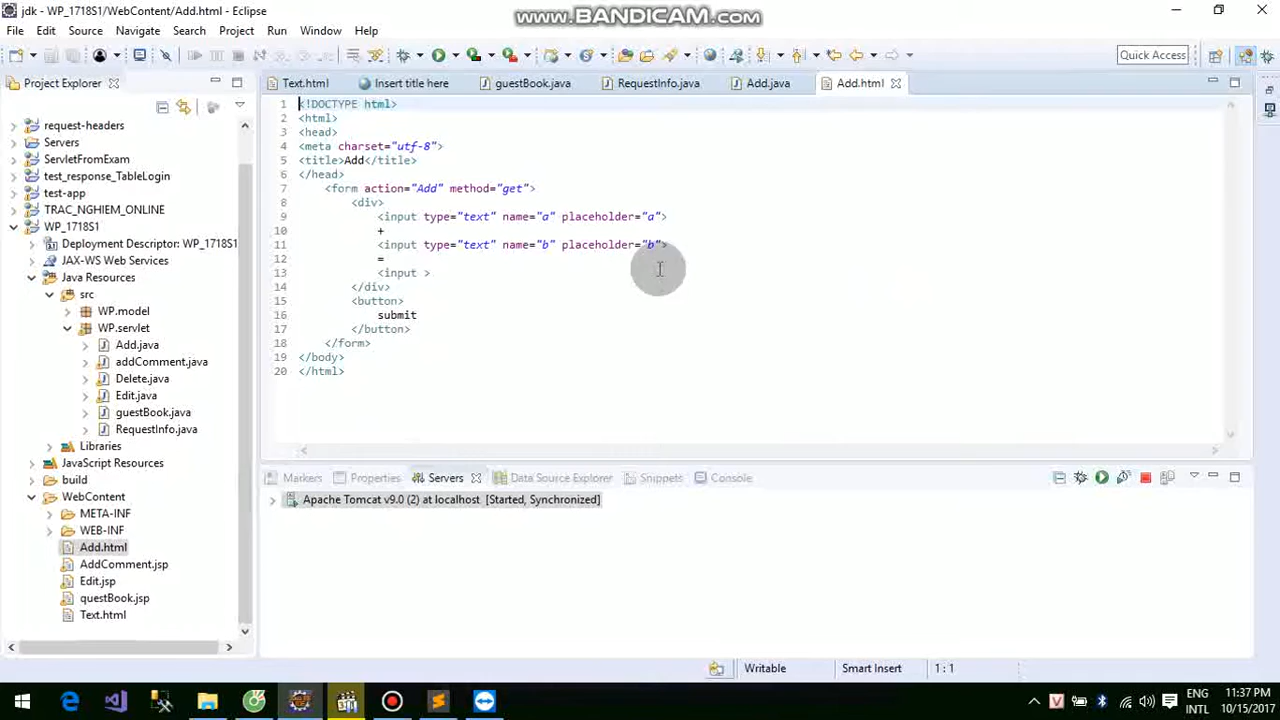 jdk - WP_1718S1/WebContent/Add.html - Eclipse
www.BANDICAM.com
File Edit Source Navigate Search Project Run Window Help
Quick Access
Project Explorer
Text.html
Insert title here
guestBook.java
RequestInfo.java
Add.java
Add.html
request-headers
Servers
ServletFromExam
test_response_TableLogin
test-app
TRAC_NGHIEM_ONLINE
WP_1718S1
Deployment Descriptor: WP_1718S1
JAX-WS Web Services
Java Resources
src
WP.model
WP.servlet
Add.java
addComment.java
Delete.java
Edit.java
guestBook.java
RequestInfo.java
Libraries
JavaScript Resources
build
WebContent
META-INF
WEB-INF
Add.html
AddComment.jsp
Edit.jsp
guestBook.jsp
Text.html
1 <!DOCTYPE html>
2 <html>
3 <head>
4 <meta charset="utf-8">
5 <title>Add</title>
6 </head>
7 <form action="Add" method="get">
8 <div>
9 <input type="text" name="a" placeholder="a">
10 +
11 <input type="text" name="b" placeholder="b">
12 =
13 <input >
14 </div>
15 <button>
16 submit
17 </button>
18 </form>
19 </body>
20 </html>
Markers Properties Servers Data Source Explorer Snippets Console
Apache Tomcat v9.0 (2) at localhost [Started, Synchronized]
Writable Smart Insert 1 : 1
ENG
INTL
11:37 PM
10/15/2017